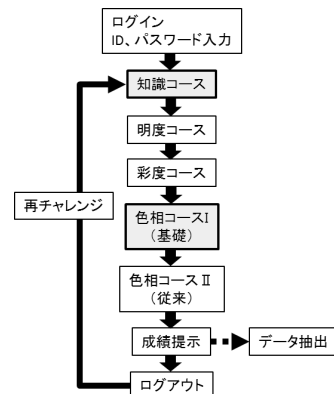 ログイン
ID、パスワード入力
知識コース
明度コース
彩度コース
再チャレンジ
色相コースI
（基礎）
色相コースⅡ
（従来）
成績提示
データ抽出
ログアウト